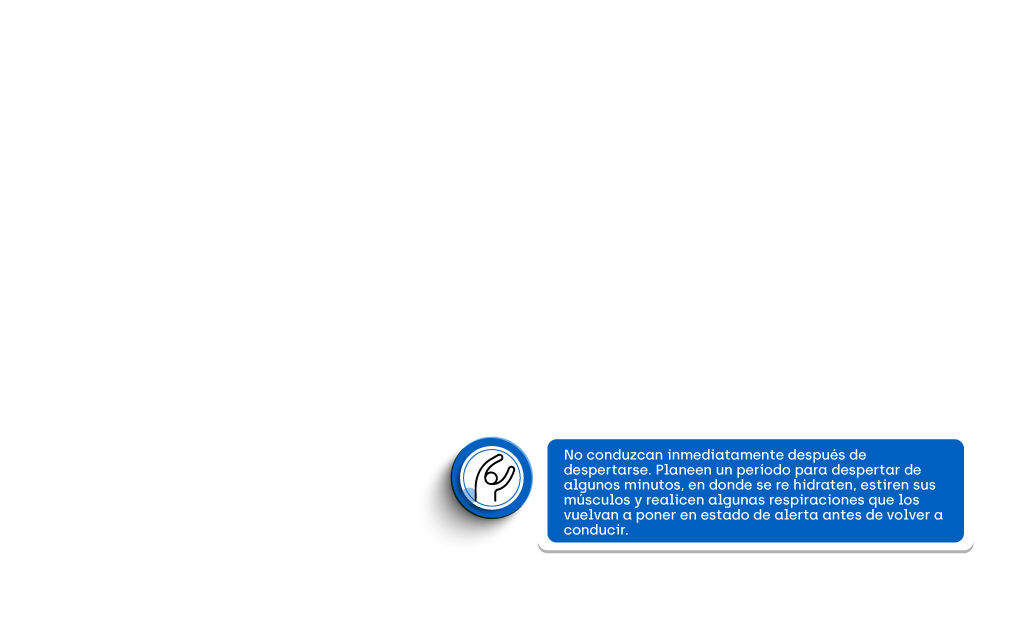 No conduzcan inmediatamente después de
despertarse. Planeen un período para despertar de
algunos minutos, en donde se re hidraten, estiren sus
músculos y realicen algunas respiraciones que los
vuelvan a poner en estado de alerta antes de volver a
conducir.